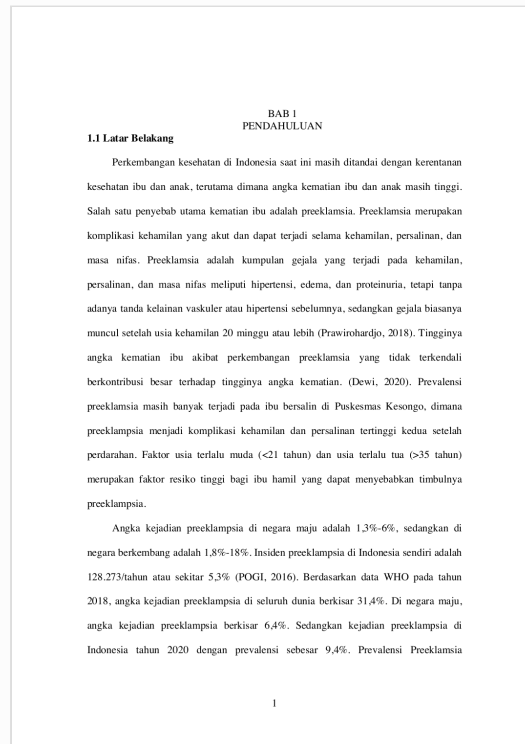 BAB 1
PENDAHULUAN
1.1 Latar Belakang
Perkembangan kesehatan di Indonesia saat ini masih ditandai dengan kerentanan
kesehatan ibu dan anak, terutama dimana angka kematian ibu dan anak masih tinggi.
Salah satu penyebab utama kematian ibu adalah preeklamsia. Preeklamsia merupakan
komplikasi kehamilan yang akut dan dapat terjadi selama kehamilan, persalinan, dan
masa nifas. Preeklamsia adalah kumpulan gejala yang terjadi pada kehamilan,
persalinan, dan masa nifas meliputi hipertensi, edema, dan proteinuria, tetapi tanpa
adanya tanda kelainan vaskuler atau hipertensi sebelumnya, sedangkan gejala biasanya
muncul setelah usia kehamilan 20 minggu atau lebih (Prawirohardjo, 2018). Tingginya
angka kematian ibu akibat perkembangan preeklamsia yang tidak terkendali
berkontribusi besar terhadap tingginya angka kematian. (Dewi, 2020). Prevalensi
preeklamsia masih banyak terjadi pada ibu bersalin di Puskesmas Kesongo, dimana
preeklampsia menjadi komplikasi kehamilan dan persalinan tertinggi kedua setelah
perdarahan. Faktor usia terlalu muda (<21 tahun) dan usia terlalu tua (>35 tahun)
merupakan faktor resiko tinggi bagi ibu hamil yang dapat menyebabkan timbulnya
preeklampsia.
Angka kejadian preeklampsia di negara maju adalah 1,3%-6%, sedangkan di
negara berkembang adalah 1,8%-18%. Insiden preeklampsia di Indonesia sendiri adalah
128.273/tahun atau sekitar 5,3% (POGI, 2016). Berdasarkan data WHO pada tahun
2018, angka kejadian preeklampsia di seluruh dunia berkisar 31,4%. Di negara maju,
angka kejadian preeklampsia berkisar 6,4%. Sedangkan kejadian preeklampsia di
Indonesia tahun 2020 dengan prevalensi sebesar 9,4%. Prevalensi Preeklamsia
1